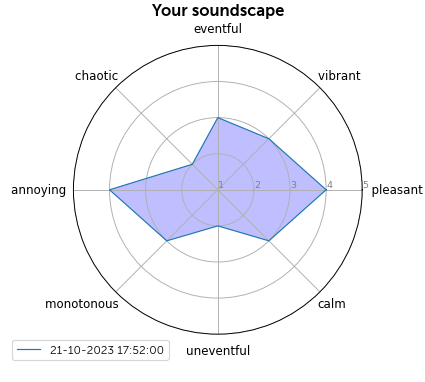 Your soundscape
eventful
chaotic
vibrant
annoying
1 2 3 4 5
pleasant
monotonous
calm
uneventful
21-10-2023 17:52:00